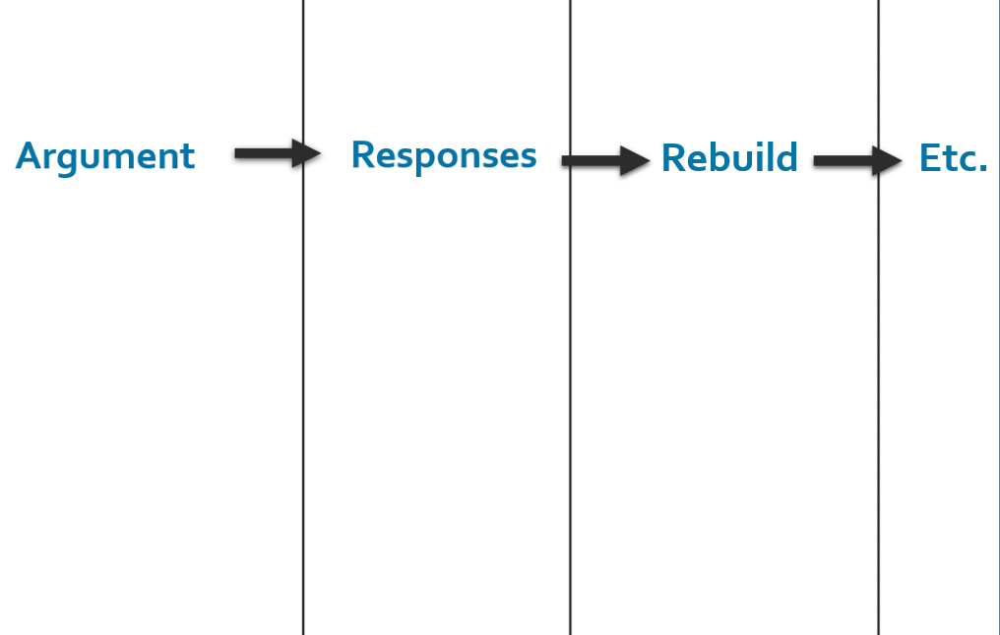 Argument
Responses
Rebuild
Etc.